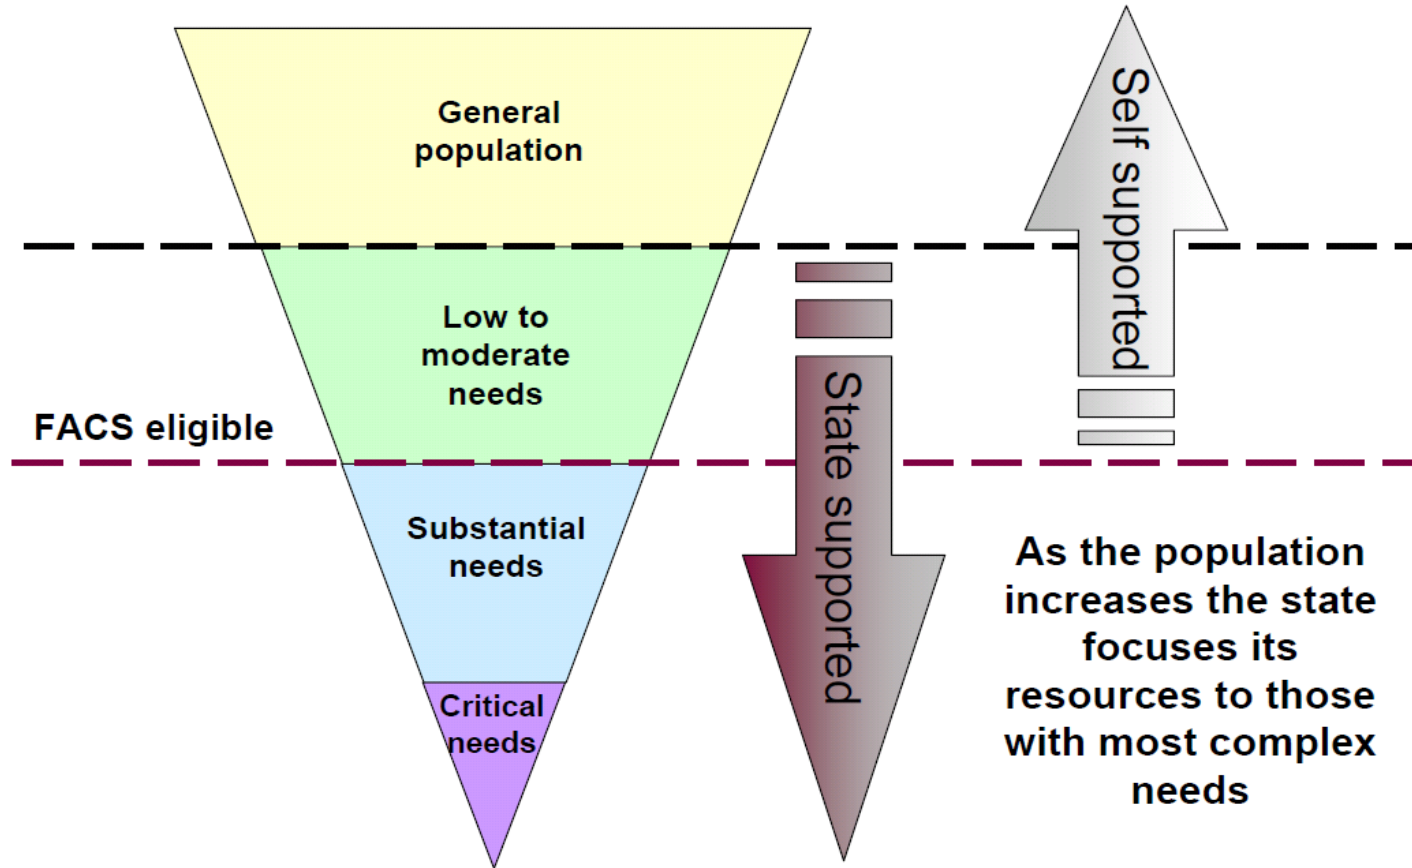 General
population
Self supported
Low to
moderate
needs
FACS eligible
State supported
Substantial
needs
As the population
increases the state
focuses its
resources to those
with most complex
needs
Critical
needs